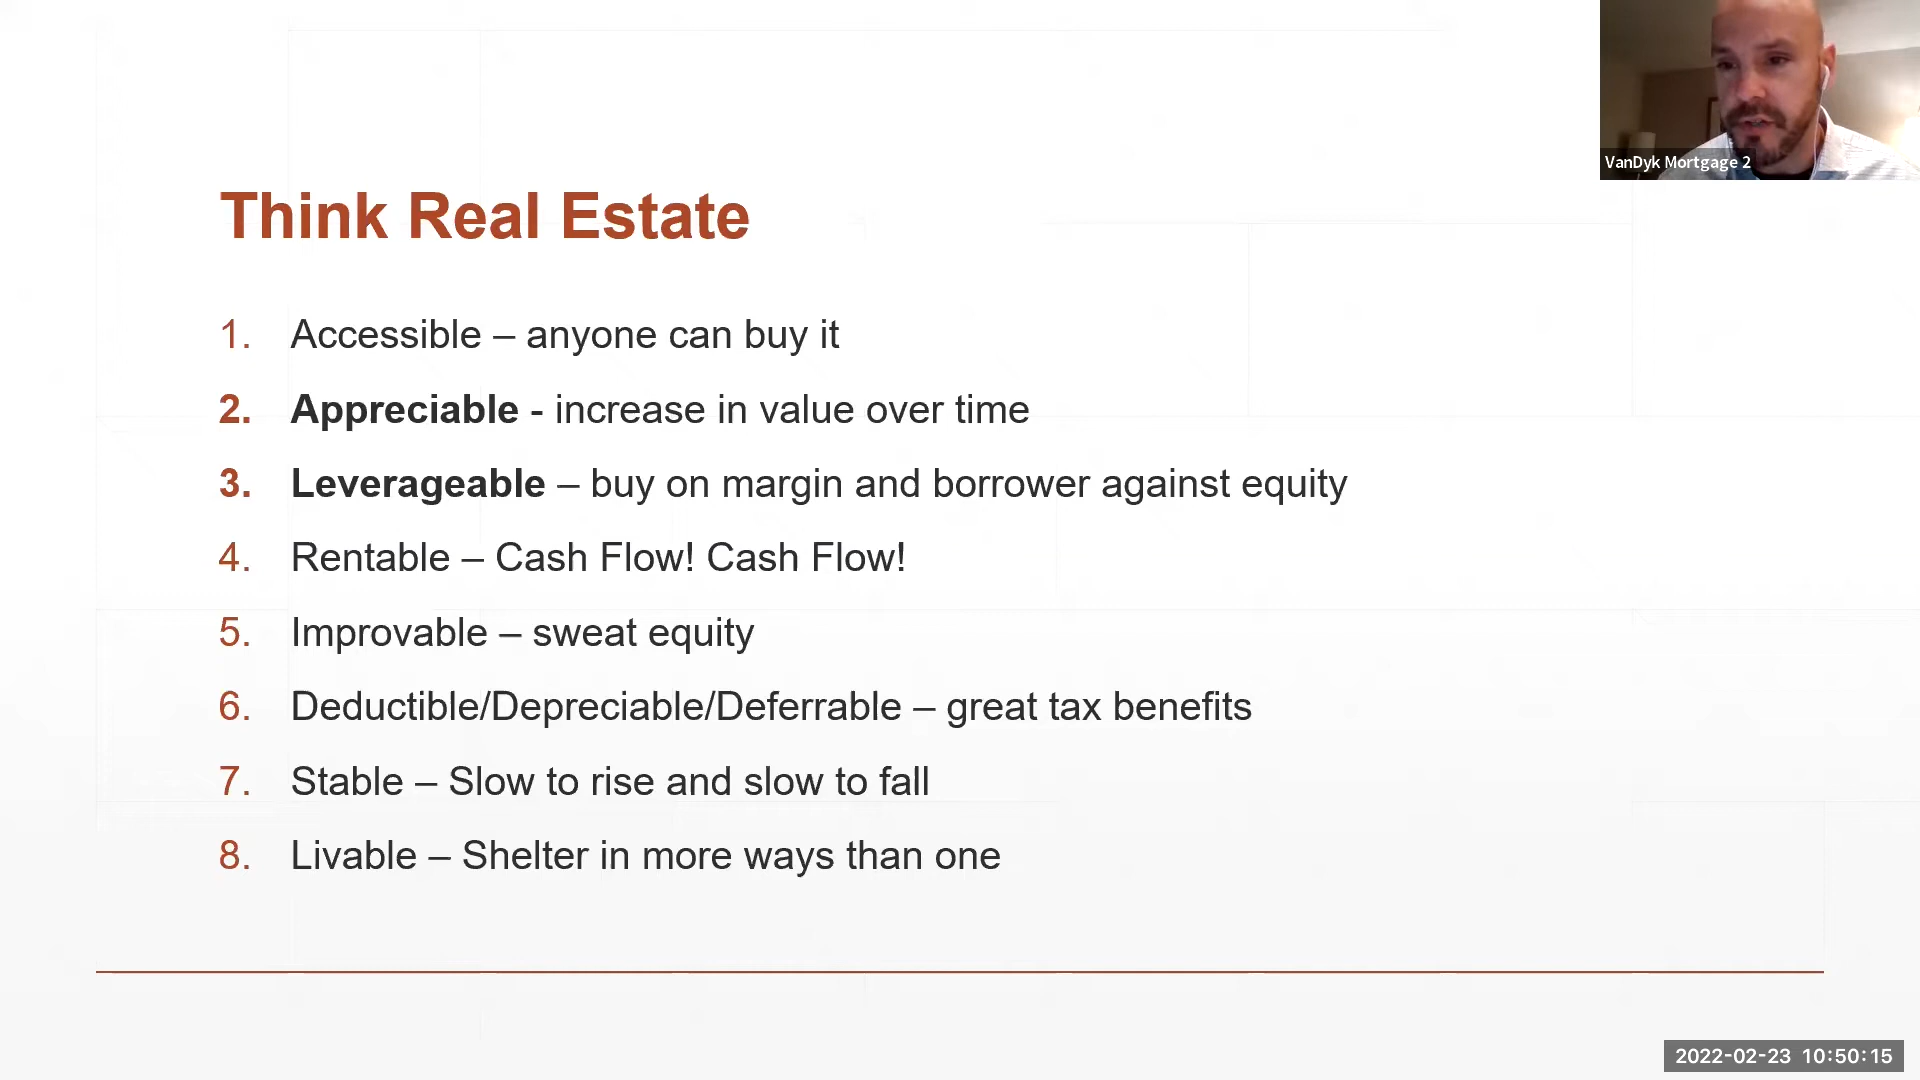 VanDyk Mortgage 2
Think Real Estate
1. Accessible – anyone can buy it
2. Appreciable - increase in value over time
3. Leverageable – buy on margin and borrower against equity
4. Rentable – Cash Flow! Cash Flow!
5. Improvable – sweat equity
6. Deductible/Depreciable/Deferrable – great tax benefits
7. Stable – Slow to rise and slow to fall
8. Livable – Shelter in more ways than one
2022-02-23 10:50:15